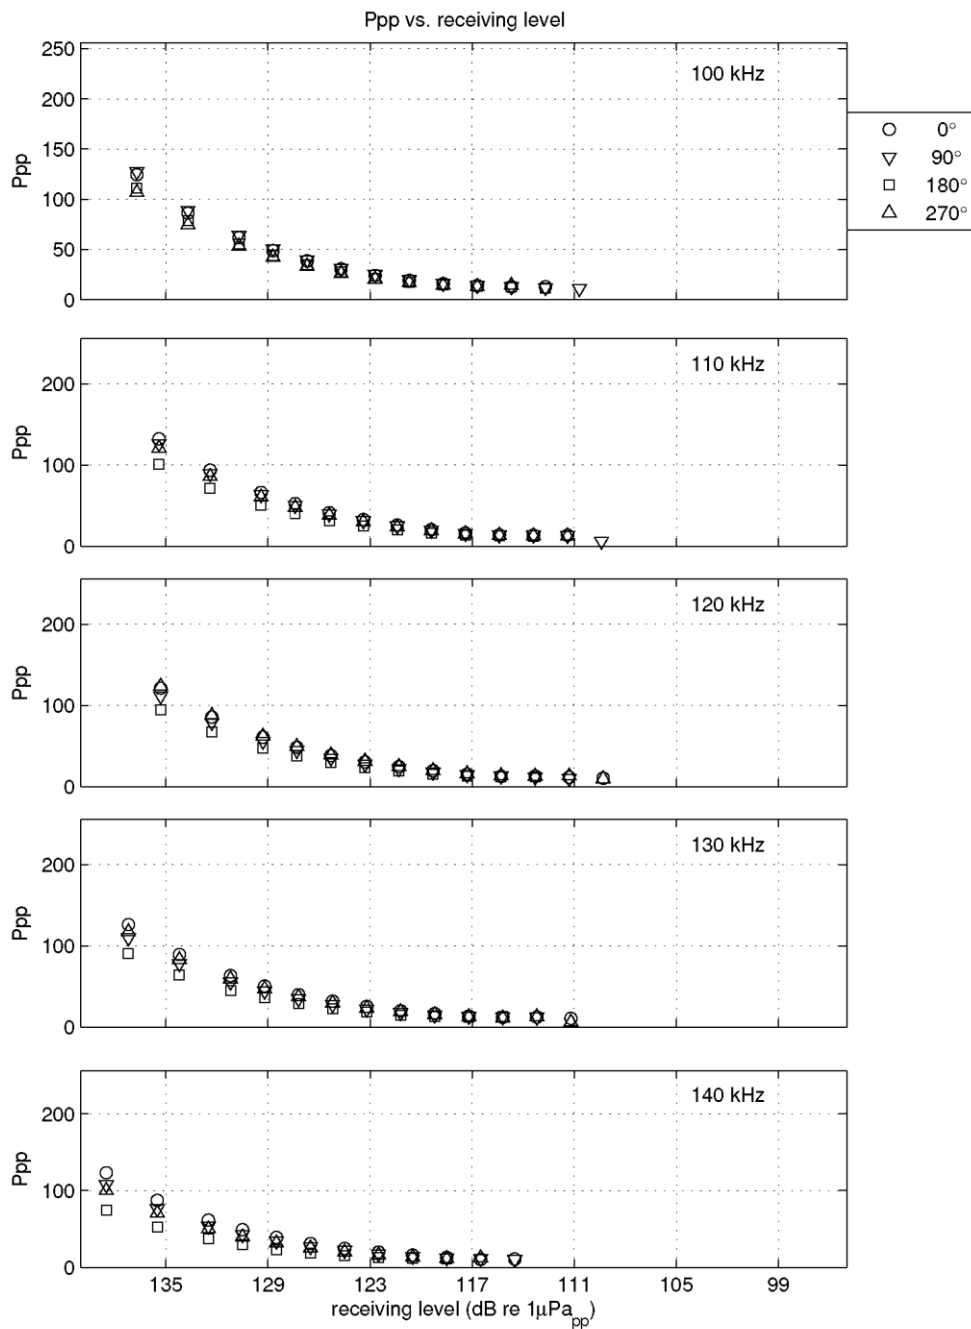 Ppp vs. receiving level
250
200
150
100
50
0
Ppp
100 kHz
0°
90°
180°
270°
200
100
0
Ppp
110 kHz
200
100
0
Ppp
120 kHz
200
100
0
Ppp
130 kHz
200
100
0
Ppp
140 kHz
135 129 123 117 111 105 99
receiving level (dB re 1μPapp)